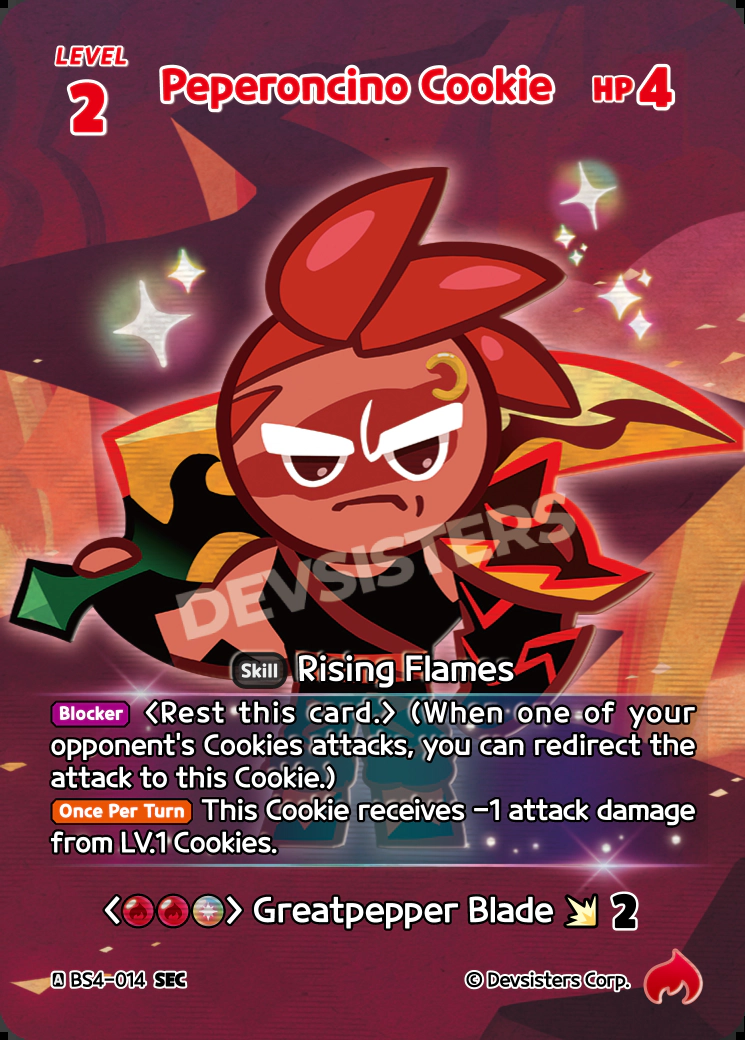 LEVEL
2
Peperoncino Cookie
HP 4
DEVSISTERS
Skill Rising Flames
Blocker <Rest this card.> (When one of your
opponent's Cookies attacks, you can redirect the
attack to this Cookie.)
Once Per Turn This Cookie receives -1 attack damage
from LV.1 Cookies.
< > Greatpepper Blade 2
A BS4-014 SEC
© Devsisters Corp.